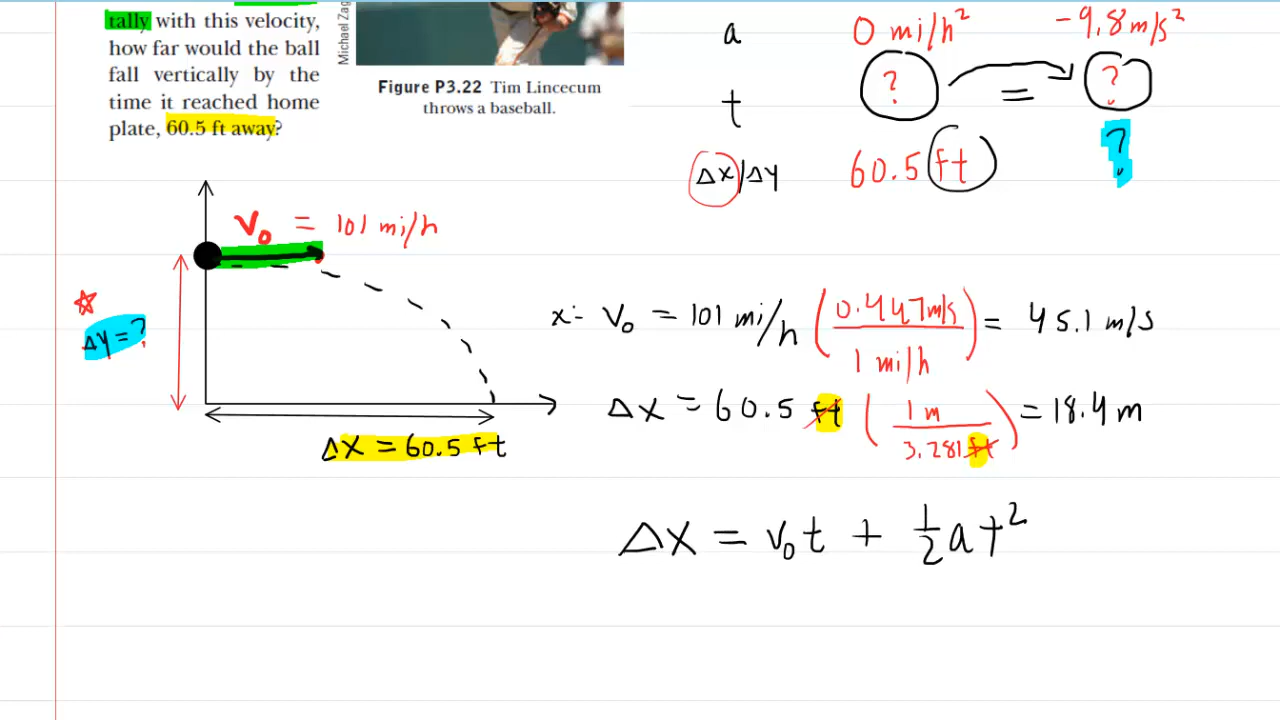 tally with this velocity,
how far would the ball
fall vertically by the
time it reached home
plate, 60.5 ft away?
Michael Zag
Figure P3.22 Tim Lincecum
throws a baseball.
a 0 mi/h² -9.8 m/s²
t ? = ?
Δx/Δy 60.5 ft ?
v₀ = 101 mi/h
Δy = ?
Δx = 60.5 ft
x: v₀ = 101 mi/h (0.447 m/s / 1 mi/h) = 45.1 m/s
Δx = 60.5 ft (1 m / 3.281 ft) = 18.4 m
Δx = v₀t + ½at²